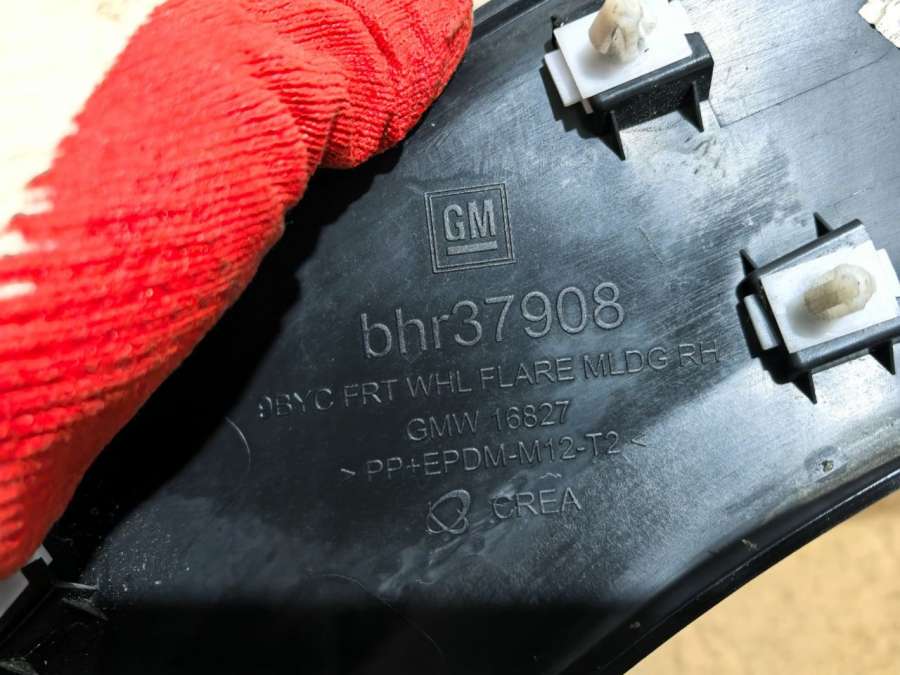 GM
bhr37908
9BYC FRT WHL FLARE MLDG RH
GMW 16827
> PP+EPDM-M12-T2 <
CREA